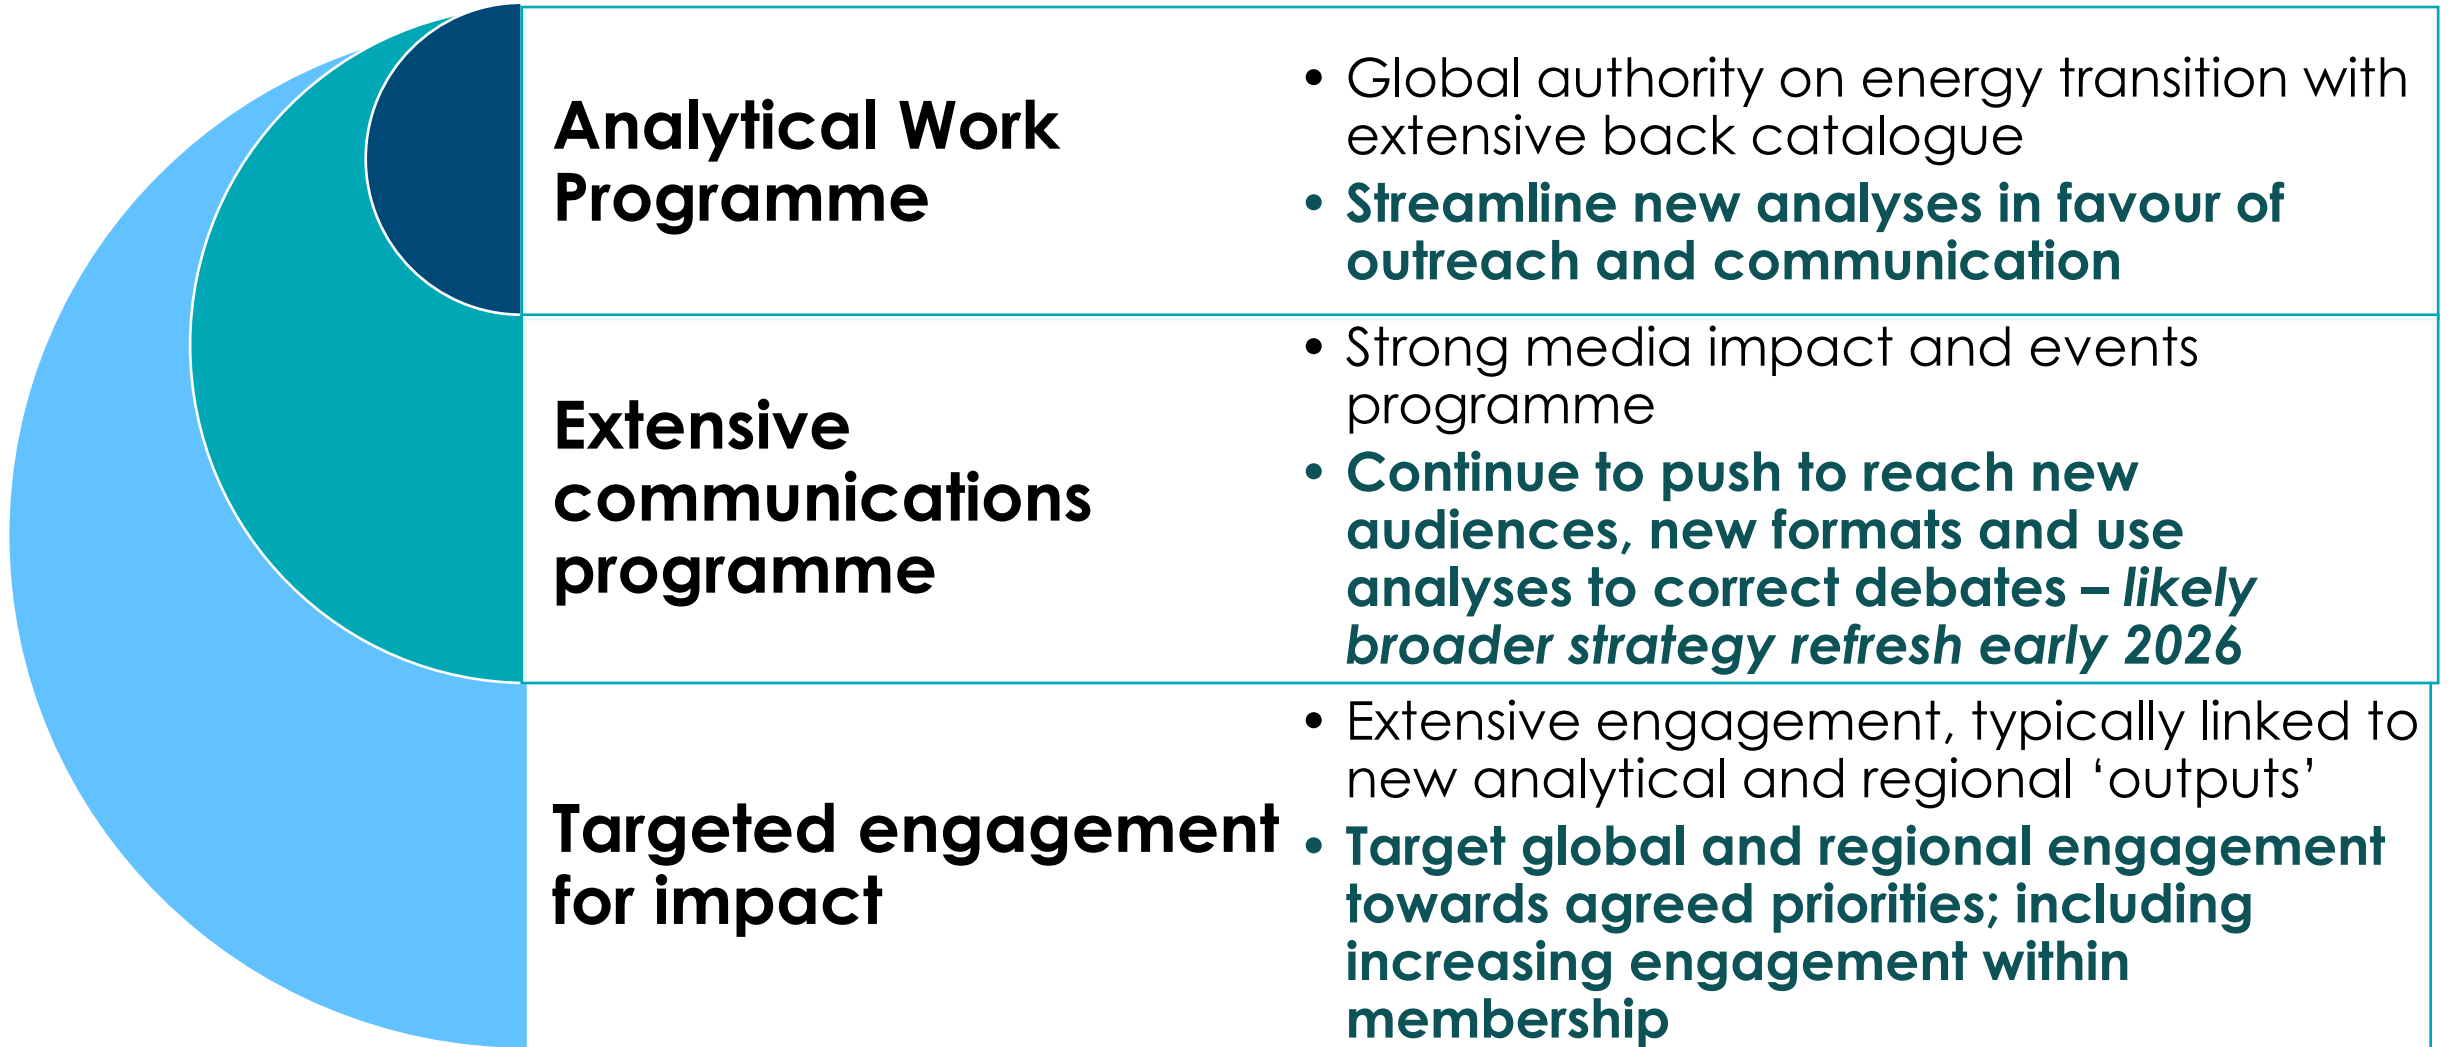 Analytical Work
Programme
• Global authority on energy transition with
extensive back catalogue
• Streamline new analyses in favour of
outreach and communication
Extensive
communications
programme
• Strong media impact and events
programme
• Continue to push to reach new
audiences, new formats and use
analyses to correct debates – likely
broader strategy refresh early 2026
Targeted engagement
for impact
• Extensive engagement, typically linked to
new analytical and regional ‘outputs’
• Target global and regional engagement
towards agreed priorities; including
increasing engagement within
membership